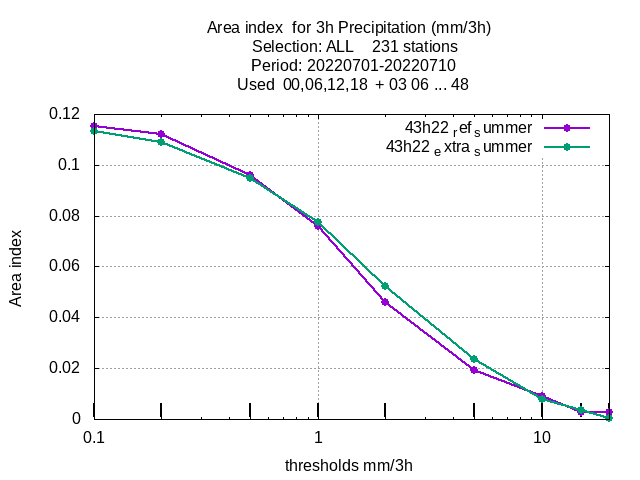 Area index  for 3h Precipitation (mm/3h)
Selection: ALL    231 stations
Period: 20220701-20220710
Used  00,06,12,18  + 03 06 ... 48
0.12
43h22 ref summer
43h22 extra summer
0.1
0.08
0.06
0.04
0.02
0
Area index
0.1 1 10
thresholds mm/3h